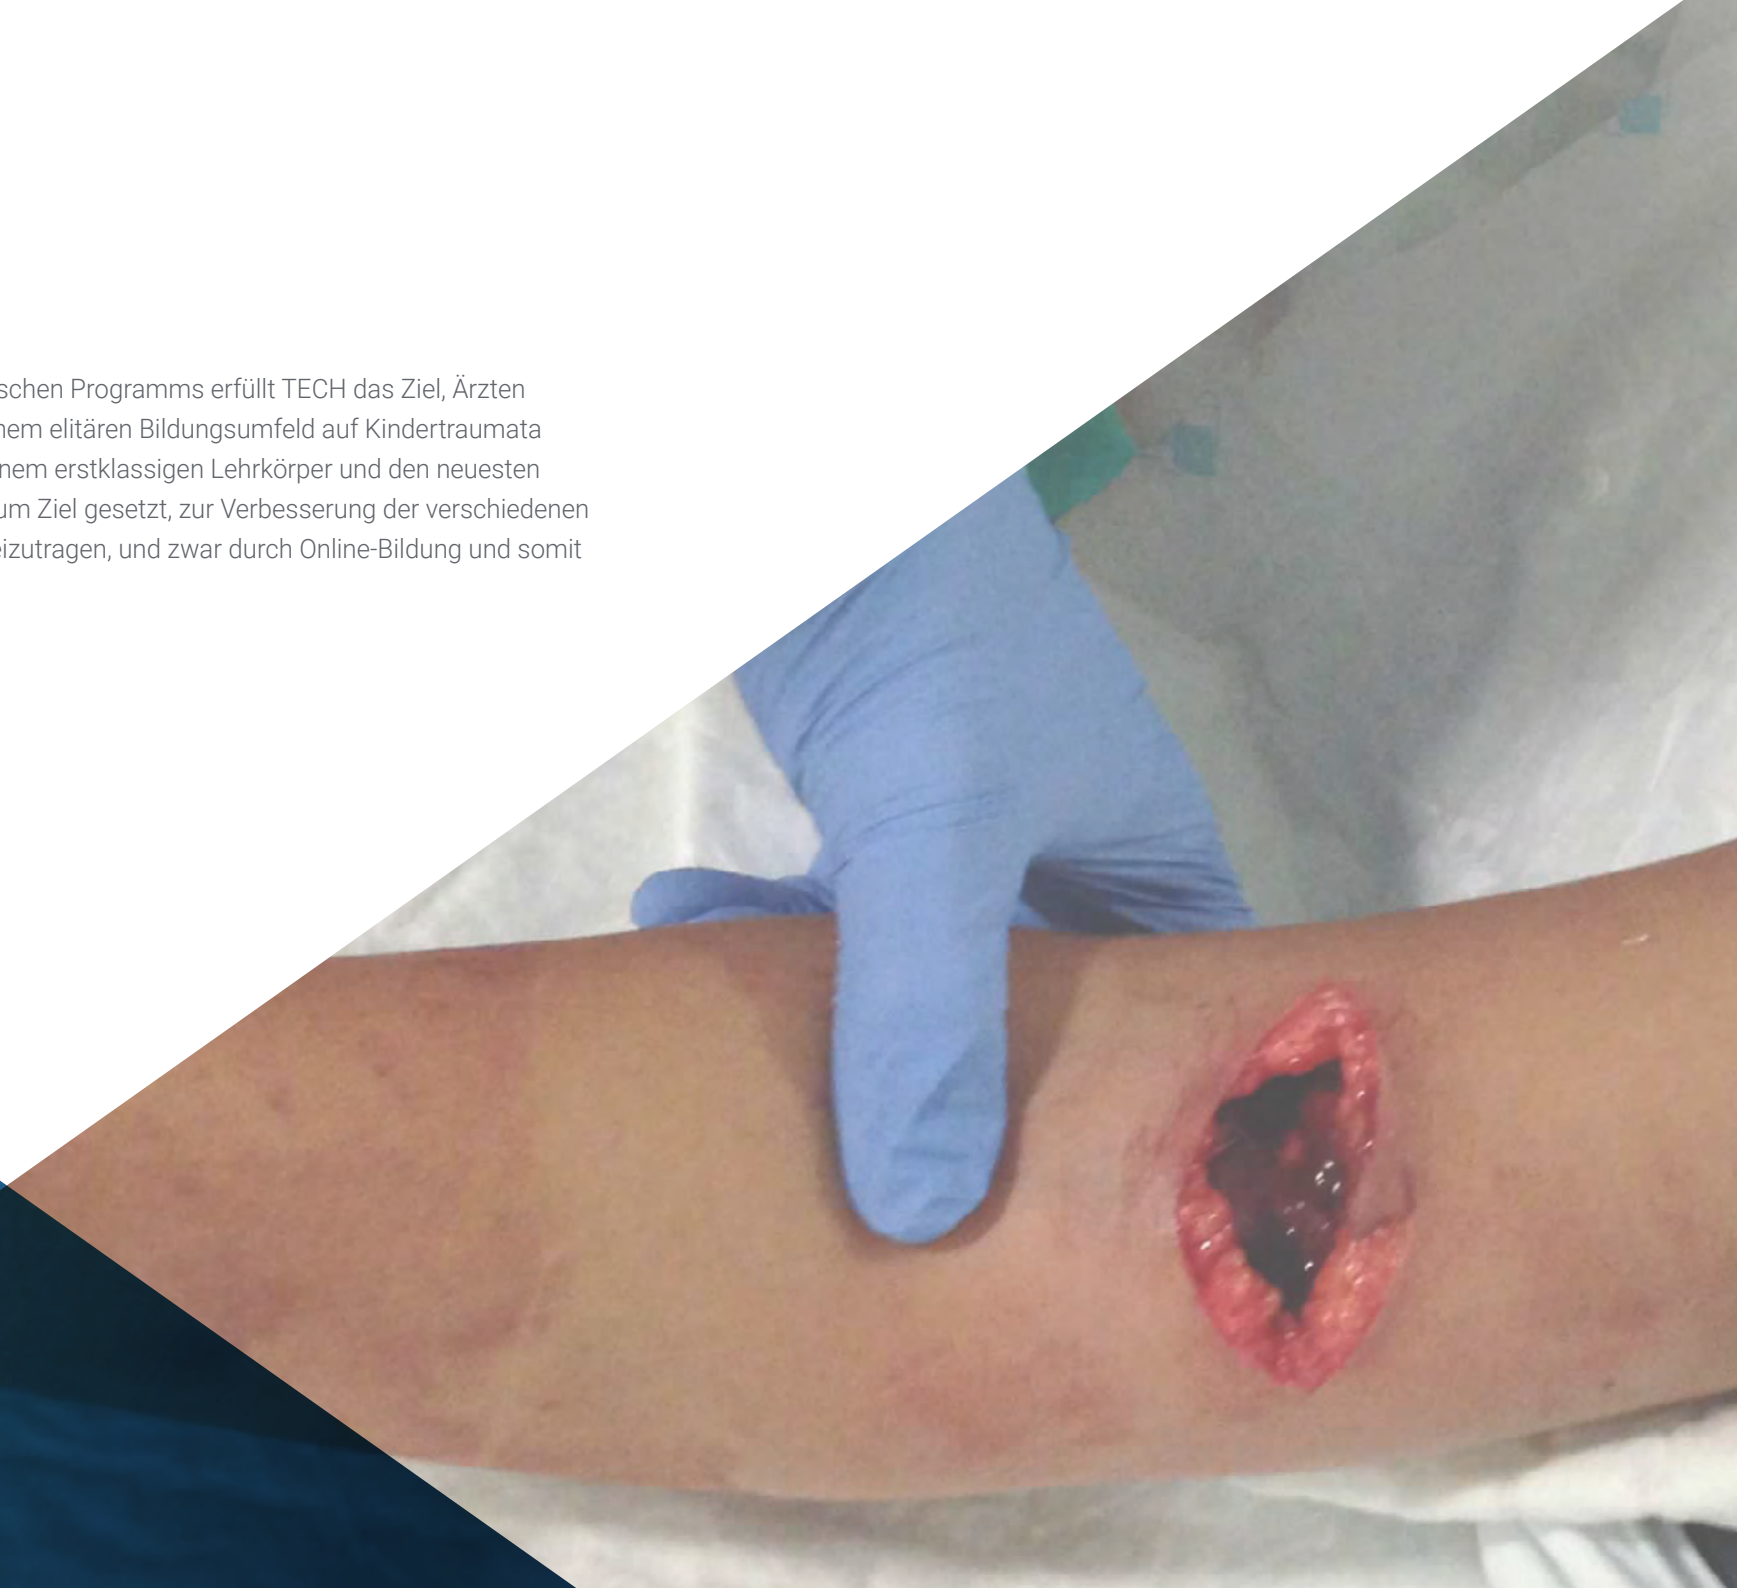 schen Programms erfüllt TECH das Ziel, Ärzten
nem elitären Bildungsumfeld auf Kindertraumata
nem erstklassigen Lehrkörper und den neuesten
um Ziel gesetzt, zur Verbesserung der verschiedenen
eizutragen, und zwar durch Online-Bildung und somit